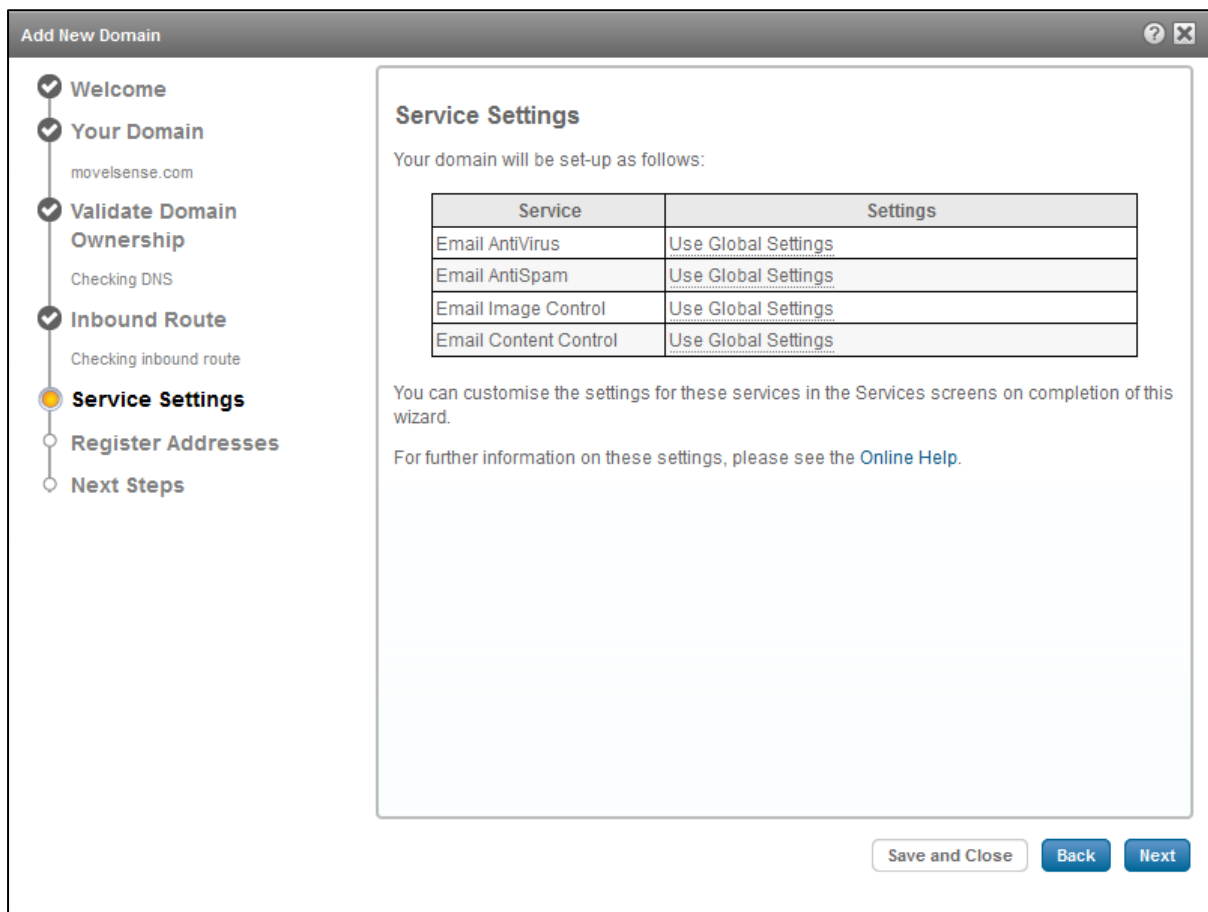 Add New Domain
Welcome
Your Domain
movelsense.com
Validate Domain
Ownership
Checking DNS
Inbound Route
Checking inbound route
Service Settings
Register Addresses
Next Steps
Service Settings
Your domain will be set-up as follows:
Service Settings
Email AntiVirus Use Global Settings
Email AntiSpam Use Global Settings
Email Image Control Use Global Settings
Email Content Control Use Global Settings
You can customise the settings for these services in the Services screens on completion of this
wizard.
For further information on these settings, please see the Online Help.
Save and Close Back Next